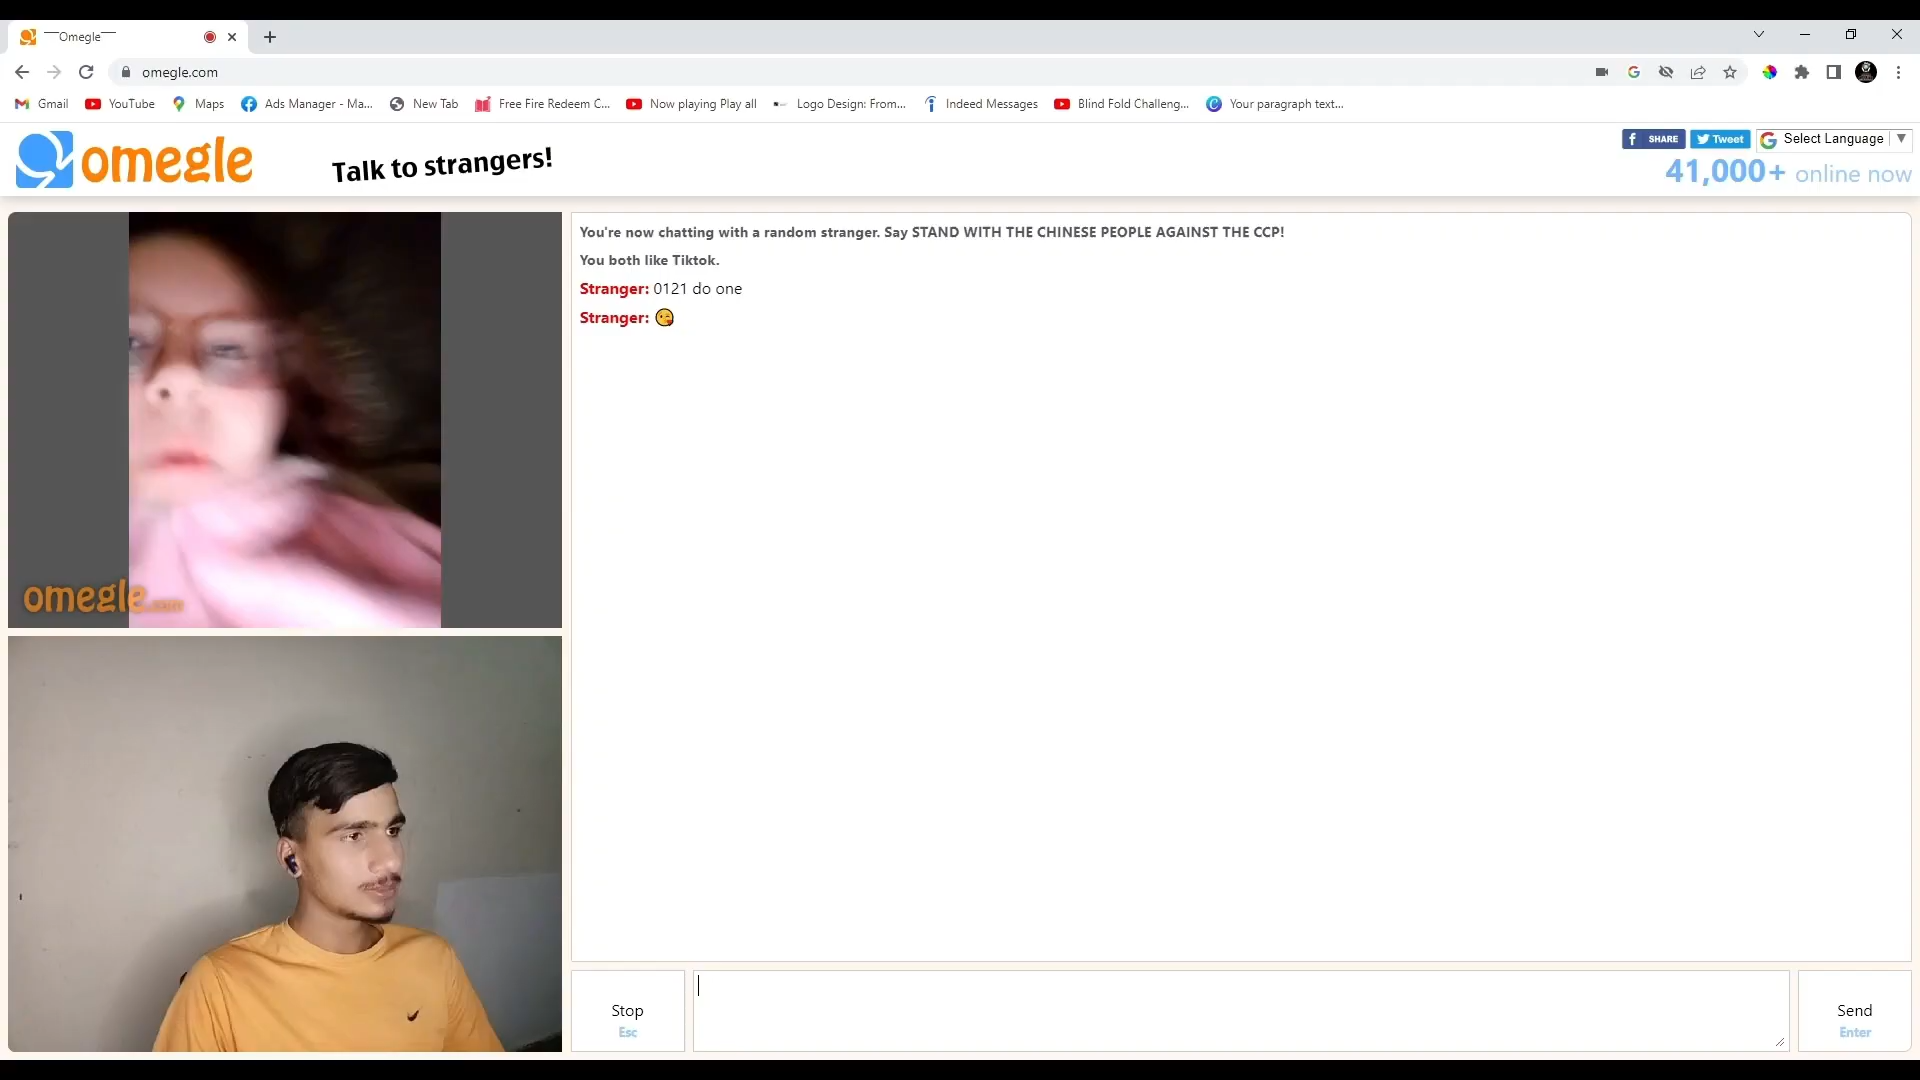 Omegle
omegle.com
Gmail
YouTube
Maps
Ads Manager - Ma...
New Tab
Free Fire Redeem C...
Now playing Play all
Logo Design: From...
Indeed Messages
Blind Fold Challeng...
Your paragraph text...
omegle
Talk to strangers!
SHARE
Tweet
Select Language
41,000+ online now
You're now chatting with a random stranger. Say STAND WITH THE CHINESE PEOPLE AGAINST THE CCP!
You both like Tiktok.
Stranger: 0121 do one
Stranger: 😘
omegle.com
Stop
Esc
Send
Enter